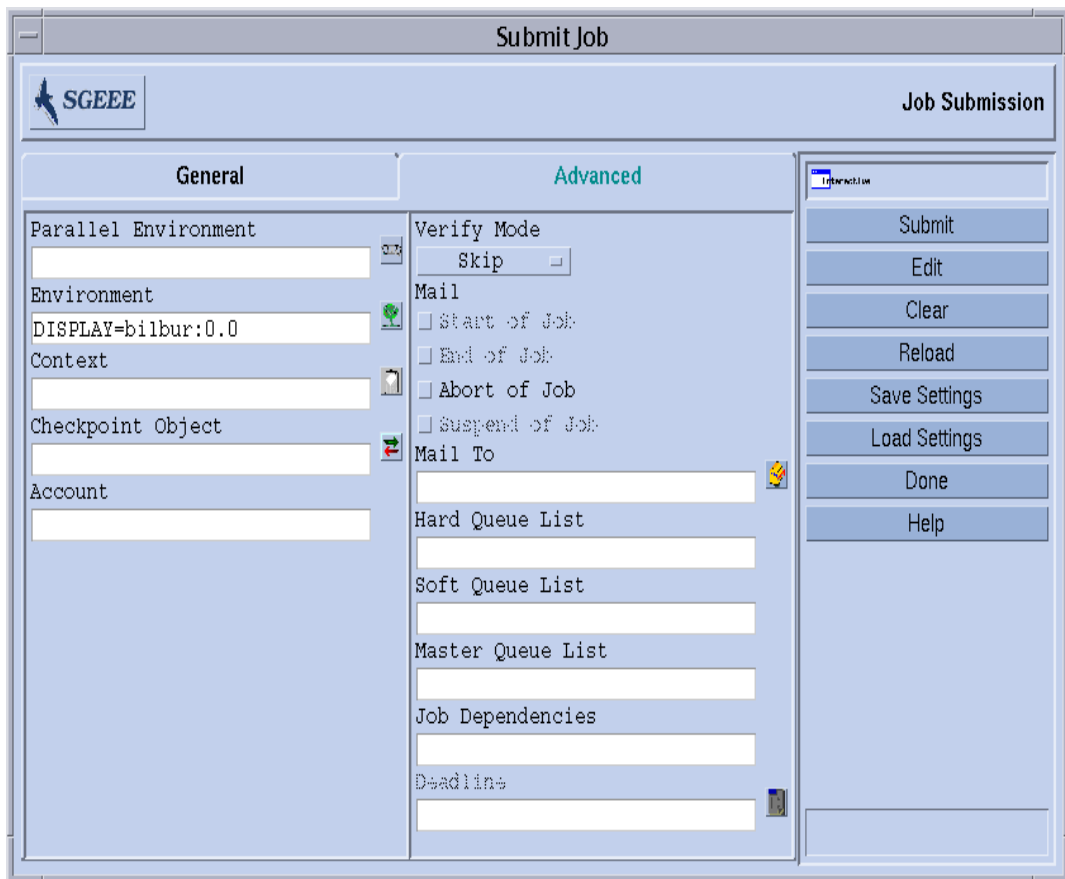 Submit Job
SGEEE
Job Submission
General
Advanced
Interactive
Parallel Environment
Environment
DISPLAY=bilbur:0.0
Context
Checkpoint Object
Account
Verify Mode
Skip
Mail
Start of Job
End of Job
Abort of Job
Suspend of Job
Mail To
Hard Queue List
Soft Queue List
Master Queue List
Job Dependencies
Deadline
Submit
Edit
Clear
Reload
Save Settings
Load Settings
Done
Help